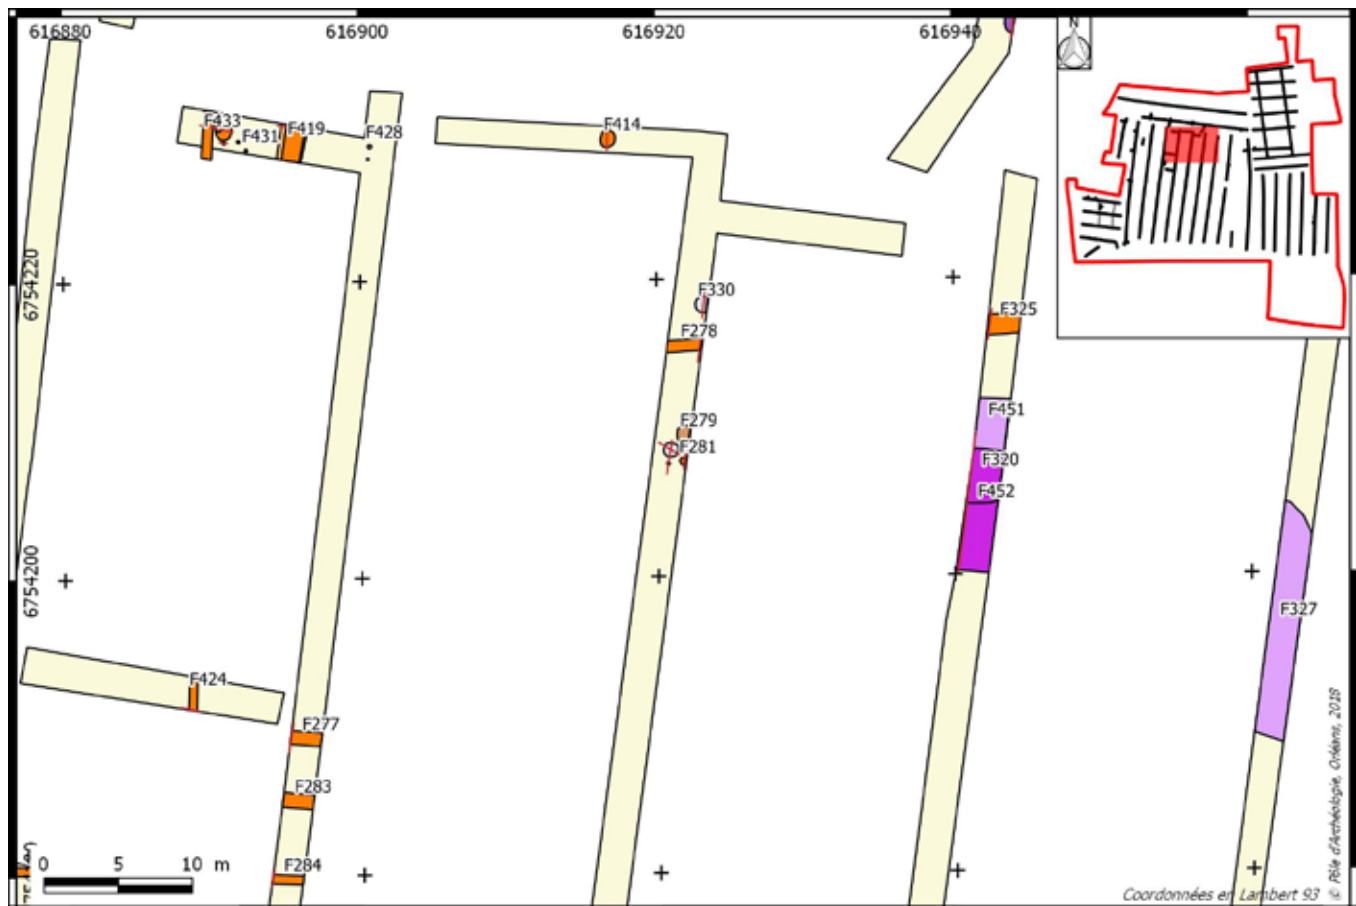 616880 616900 616920 616940
N
F433 F431 F419 F428 F414
6754220
F330
F278
F325
F279
F281
F451
F320
F452
6754200
F327
F424
F277
F283
F284
0 5 10 m
Coordonnées en Lambert 93
© Pôle d'Archéologie, Orléans, 2018